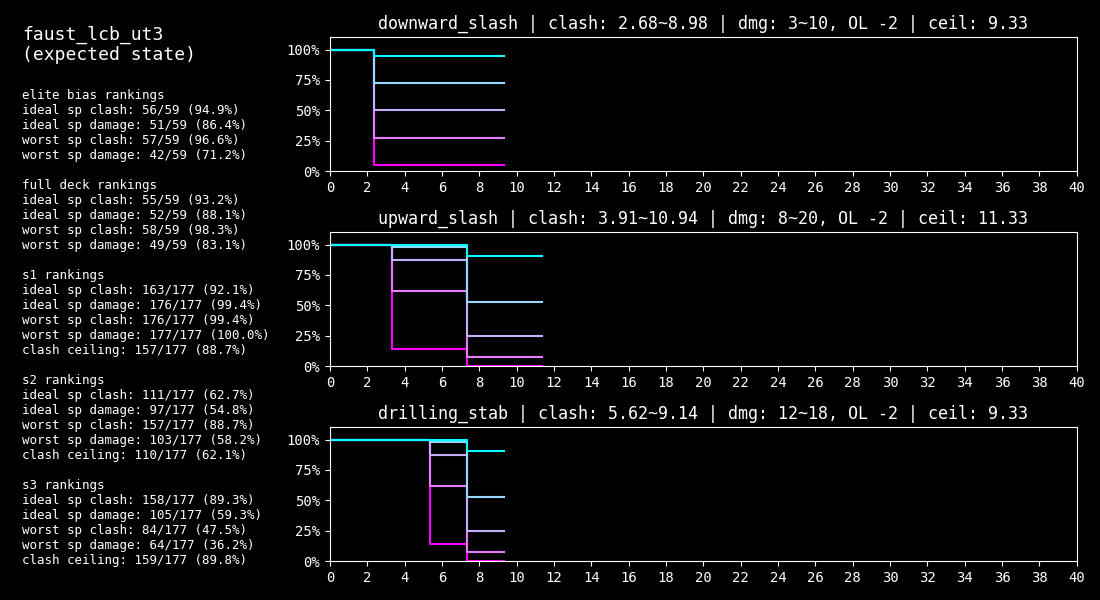 faust_lcb_ut3
(expected state)
elite bias rankings
ideal sp clash: 56/59 (94.9%)
ideal sp damage: 51/59 (86.4%)
worst sp clash: 57/59 (96.6%)
worst sp damage: 42/59 (71.2%)
full deck rankings
ideal sp clash: 55/59 (93.2%)
ideal sp damage: 52/59 (88.1%)
worst sp clash: 58/59 (98.3%)
worst sp damage: 49/59 (83.1%)
s1 rankings
ideal sp clash: 163/177 (92.1%)
ideal sp damage: 176/177 (99.4%)
worst sp clash: 176/177 (99.4%)
worst sp damage: 177/177 (100.0%)
clash ceiling: 157/177 (88.7%)
s2 rankings
ideal sp clash: 111/177 (62.7%)
ideal sp damage: 97/177 (54.8%)
worst sp clash: 157/177 (88.7%)
worst sp damage: 103/177 (58.2%)
clash ceiling: 110/177 (62.1%)
s3 rankings
ideal sp clash: 158/177 (89.3%)
ideal sp damage: 105/177 (59.3%)
worst sp clash: 84/177 (47.5%)
worst sp damage: 64/177 (36.2%)
clash ceiling: 159/177 (89.8%)
downward_slash | clash: 2.68~8.98 | dmg: 3~10, OL -2 | ceil: 9.33
100%
75%
50%
25%
0%
0 2 4 6 8 10 12 14 16 18 20 22 24 26 28 30 32 34 36 38 40
upward_slash | clash: 3.91~10.94 | dmg: 8~20, OL -2 | ceil: 11.33
100%
75%
50%
25%
0%
0 2 4 6 8 10 12 14 16 18 20 22 24 26 28 30 32 34 36 38 40
drilling_stab | clash: 5.62~9.14 | dmg: 12~18, OL -2 | ceil: 9.33
100%
75%
50%
25%
0%
0 2 4 6 8 10 12 14 16 18 20 22 24 26 28 30 32 34 36 38 40